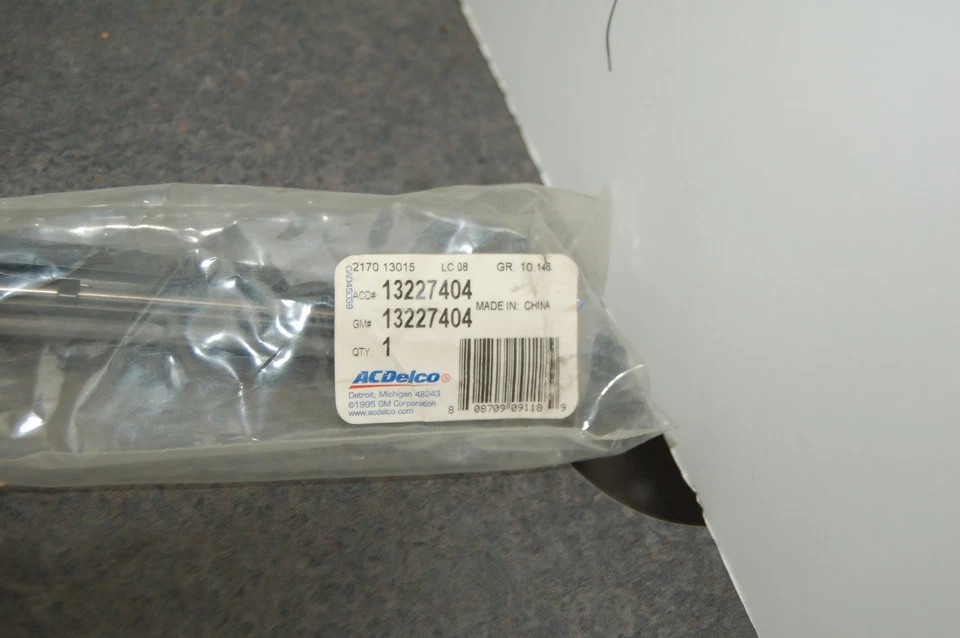 2170 13015 LC 08 GR. 10.146
ACD# 13227404
MADE IN: CHINA
GM# 13227404
QTY. 1
ACDelco®
Detroit, Michigan 48243
©1995 GM Corporation
www.acdelco.com
8 08709 09118 9